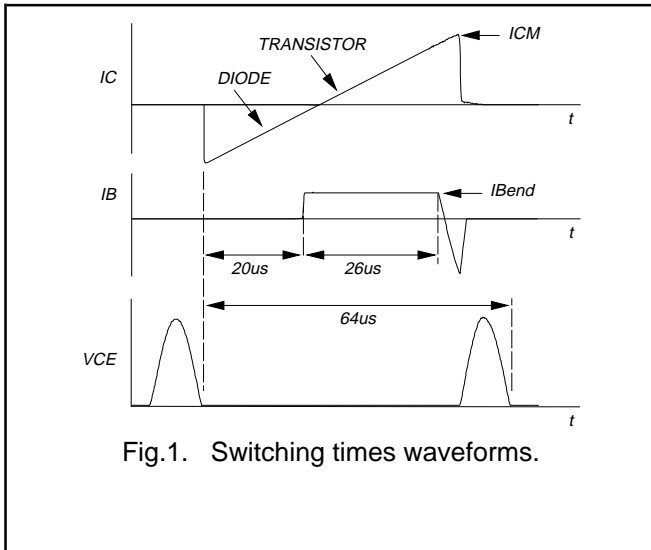 ICM
TRANSISTOR
IC
DIODE
t
IB
IBend
t
20us
26us
64us
VCE
t
Fig.1. Switching times waveforms.